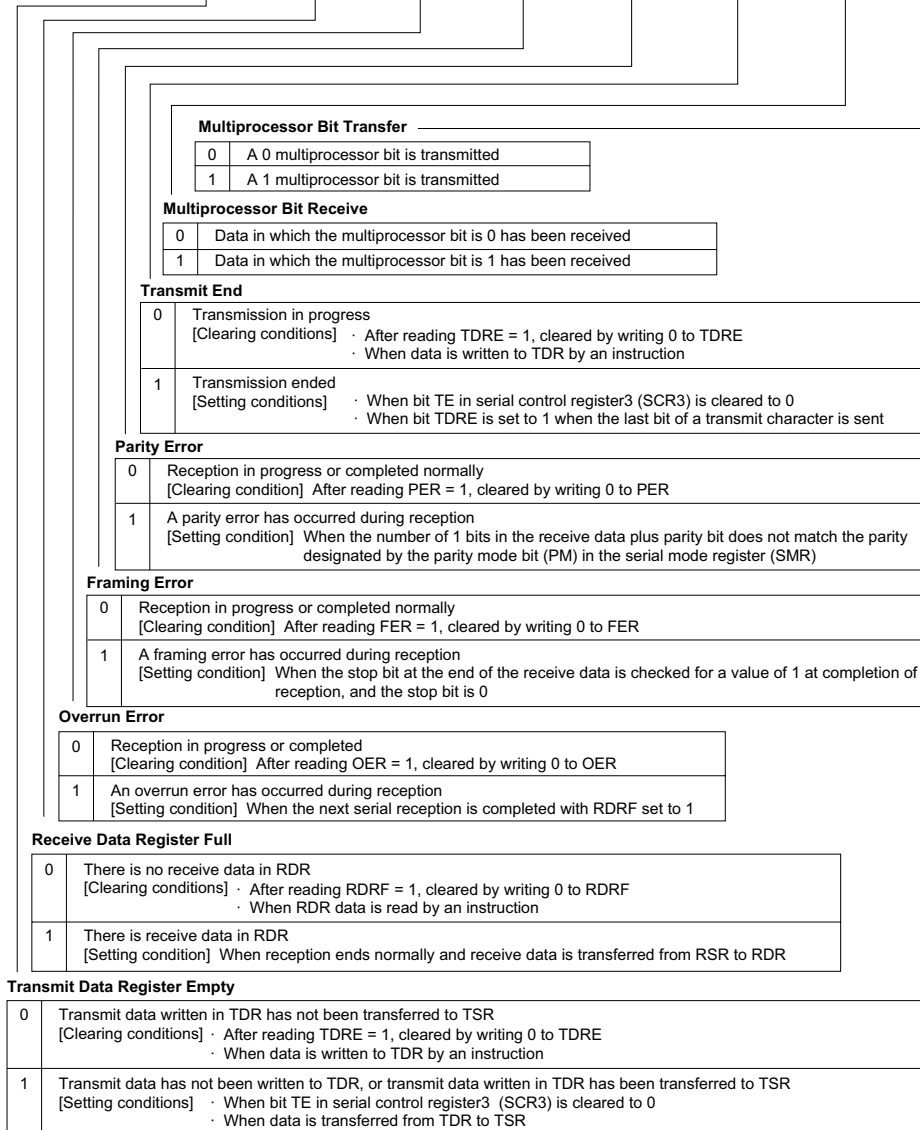 Multiprocessor Bit Transfer
0 A 0 multiprocessor bit is transmitted
1 A 1 multiprocessor bit is transmitted
Multiprocessor Bit Receive
0 Data in which the multiprocessor bit is 0 has been received
1 Data in which the multiprocessor bit is 1 has been received
Transmit End
0 Transmission in progress
[Clearing conditions] · After reading TDRE = 1, cleared by writing 0 to TDRE
· When data is written to TDR by an instruction
1 Transmission ended
[Setting conditions] · When bit TE in serial control register3 (SCR3) is cleared to 0
· When bit TDRE is set to 1 when the last bit of a transmit character is sent
Parity Error
0 Reception in progress or completed normally
[Clearing condition] After reading PER = 1, cleared by writing 0 to PER
1 A parity error has occurred during reception
[Setting condition] When the number of 1 bits in the receive data plus parity bit does not match the parity
designated by the parity mode bit (PM) in the serial mode register (SMR)
Framing Error
0 Reception in progress or completed normally
[Clearing condition] After reading FER = 1, cleared by writing 0 to FER
1 A framing error has occurred during reception
[Setting condition] When the stop bit at the end of the receive data is checked for a value of 1 at completion of
reception, and the stop bit is 0
Overrun Error
0 Reception in progress or completed
[Clearing condition] After reading OER = 1, cleared by writing 0 to OER
1 An overrun error has occurred during reception
[Setting condition] When the next serial reception is completed with RDRF set to 1
Receive Data Register Full
0 There is no receive data in RDR
[Clearing conditions] · After reading RDRF = 1, cleared by writing 0 to RDRF
· When RDR data is read by an instruction
1 There is receive data in RDR
[Setting condition] When reception ends normally and receive data is transferred from RSR to RDR
Transmit Data Register Empty
0 Transmit data written in TDR has not been transferred to TSR
[Clearing conditions] · After reading TDRE = 1, cleared by writing 0 to TDRE
· When data is written to TDR by an instruction
1 Transmit data has not been written to TDR, or transmit data written in TDR has been transferred to TSR
[Setting conditions] · When bit TE in serial control register3 (SCR3) is cleared to 0
· When data is transferred from TDR to TSR